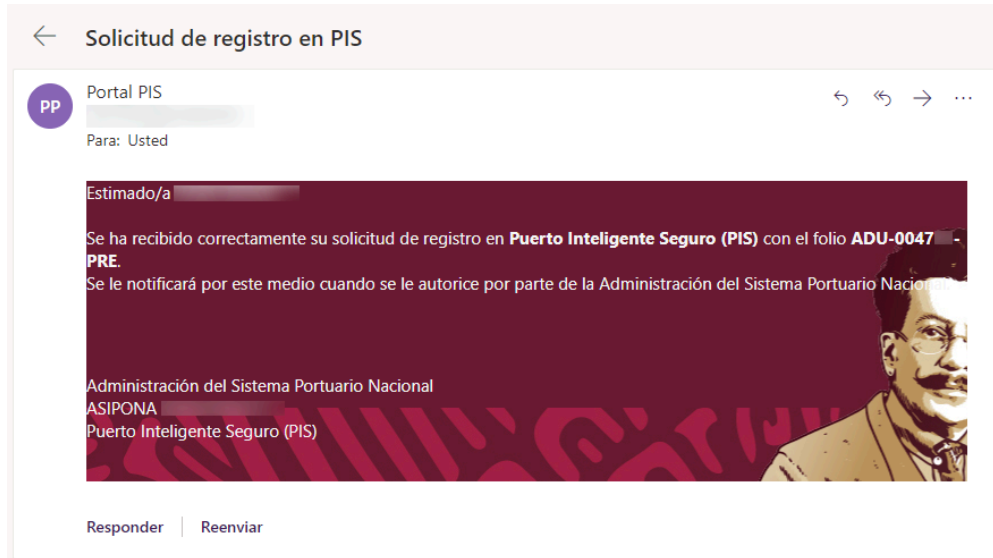 Solicitud de registro en PIS
PP
Portal PIS
Para: Usted
Estimado/a
Se ha recibido correctamente su solicitud de registro en Puerto Inteligente Seguro (PIS) con el folio ADU-0047 -
PRE.
Se le notificará por este medio cuando se le autorice por parte de la Administración del Sistema Portuario Nacional.
Administración del Sistema Portuario Nacional
ASIPONA
Puerto Inteligente Seguro (PIS)
Responder
Reenviar